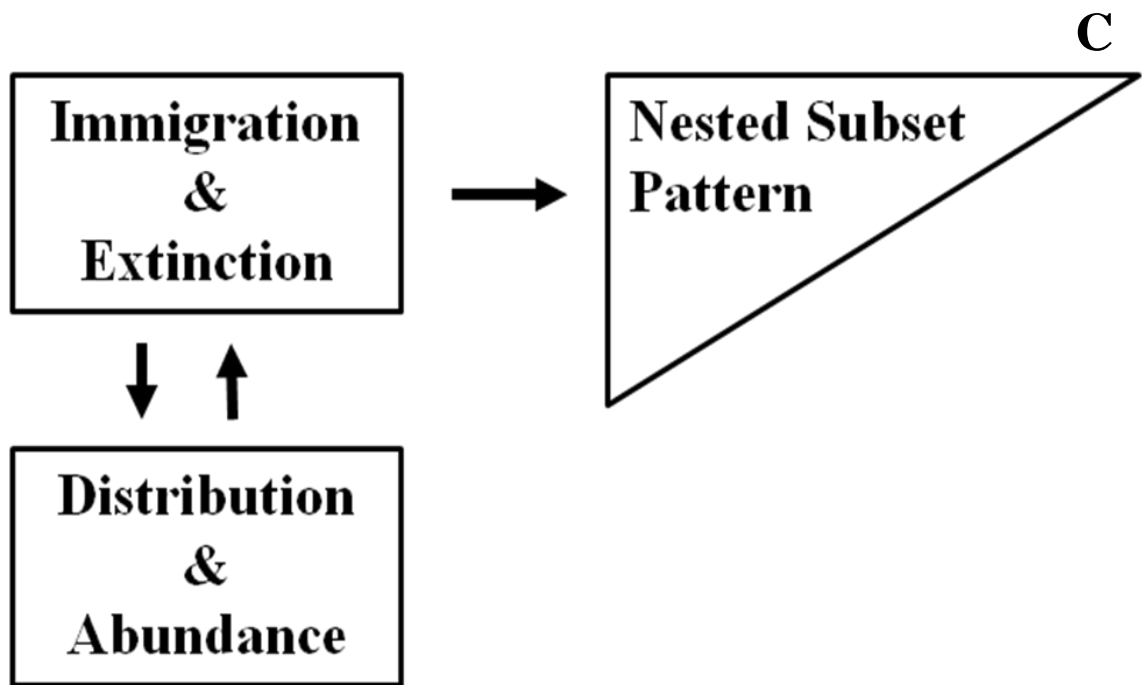 C
Immigration
&
Extinction
Nested Subset
Pattern
Distribution
&
Abundance